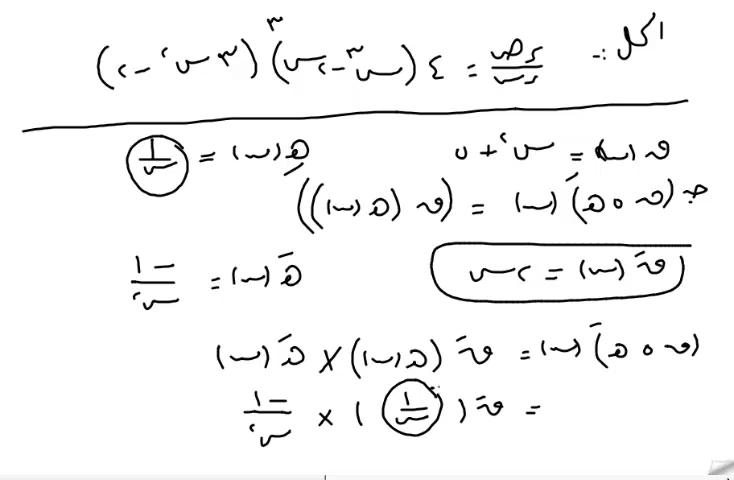 الحل :- دص/دس = ٤(س^٣ - ٢س)^٣ (٣س^٢ - ٢)
ق(س) = س^٢ + ٥ هـ(س) = ١/س
جد (ق ∘ هـ)َ(س) = (ق(هـ(س)))
قَ(س) = ٢س هـَ(س) = -١/س^٢
(ق ∘ هـ)َ(س) = قَ(هـ(س)) × هـَ(س)
= قَ(١/س) × -١/س^٢